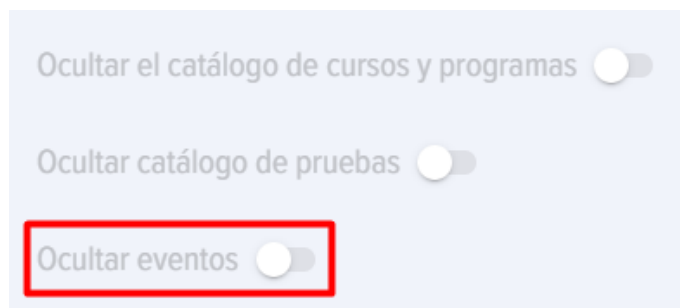 Ocultar el catálogo de cursos y programas
Ocultar catálogo de pruebas
Ocultar eventos